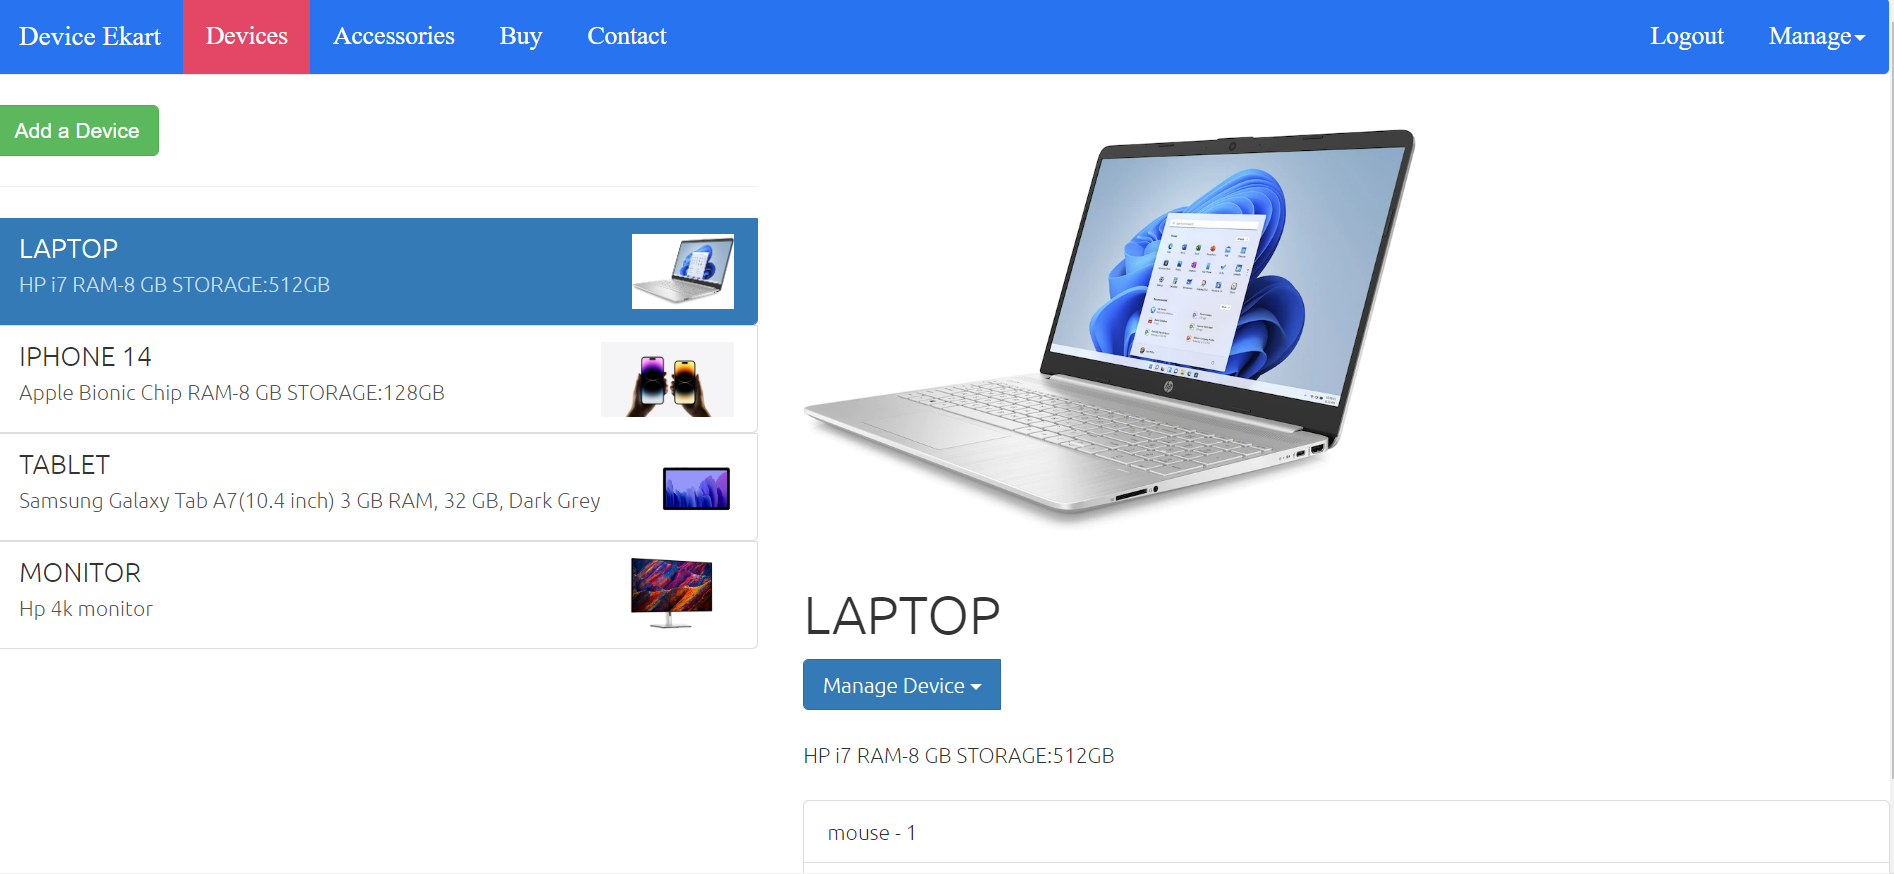 Device Ekart Devices Accessories Buy Contact Logout Manage
Add a Device
LAPTOP
HP i7 RAM-8 GB STORAGE:512GB
IPHONE 14
Apple Bionic Chip RAM-8 GB STORAGE:128GB
TABLET
Samsung Galaxy Tab A7(10.4 inch) 3 GB RAM, 32 GB, Dark Grey
MONITOR
Hp 4k monitor
LAPTOP
Manage Device
HP i7 RAM-8 GB STORAGE:512GB
mouse - 1